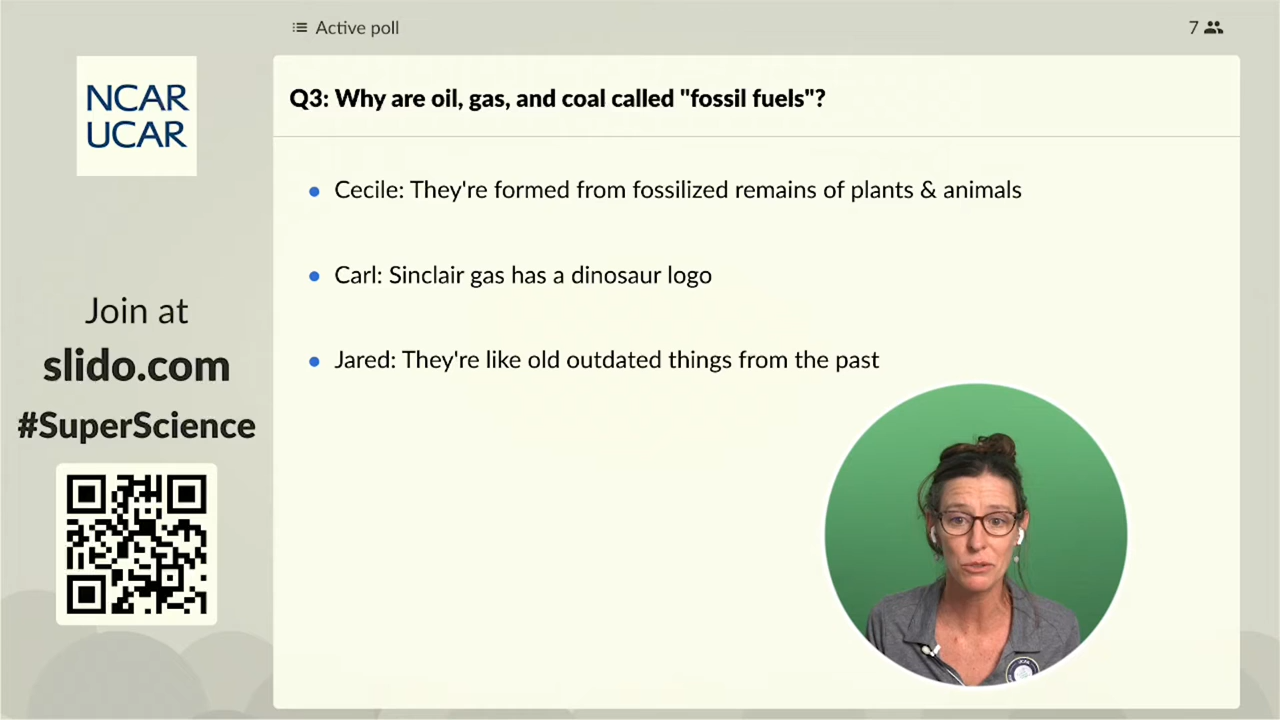 Active poll
7
NCAR
UCAR
Q3: Why are oil, gas, and coal called "fossil fuels"?
Cecile: They're formed from fossilized remains of plants & animals
Carl: Sinclair gas has a dinosaur logo
Jared: They're like old outdated things from the past
Join at
slido.com
#SuperScience